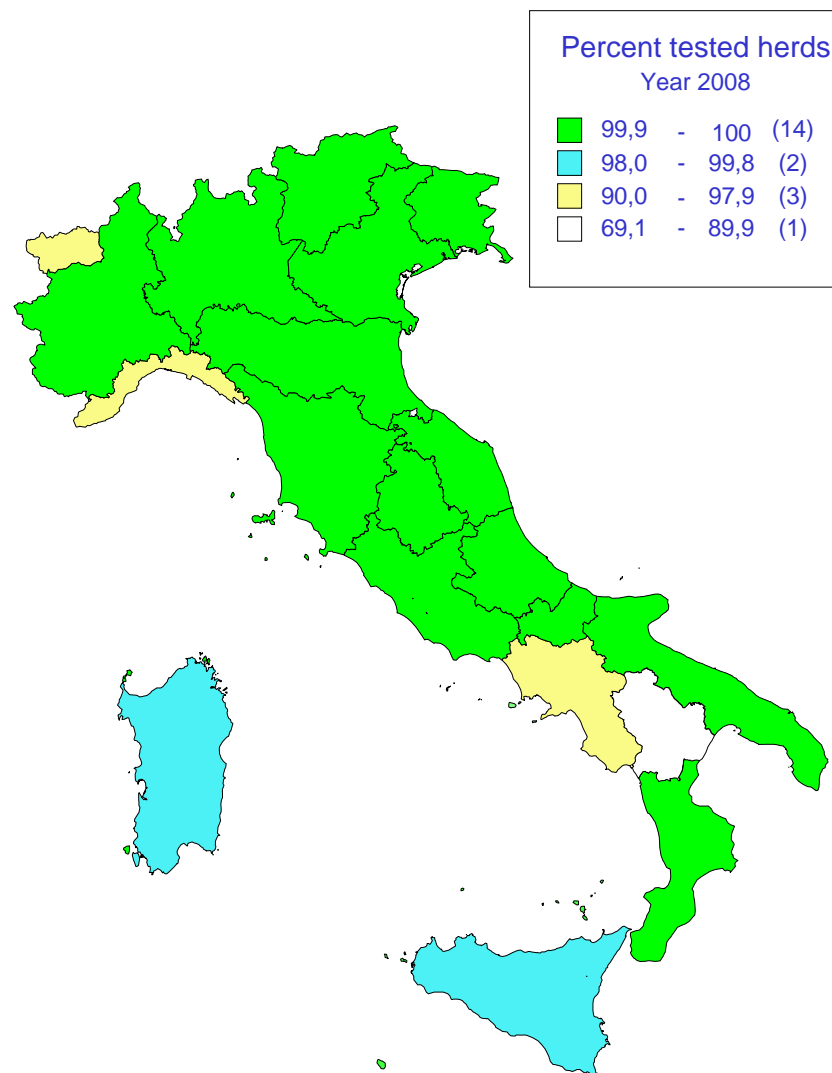 Percent tested herds
Year 2008
99,9 - 100 (14)
98,0 - 99,8 (2)
90,0 - 97,9 (3)
69,1 - 89,9 (1)